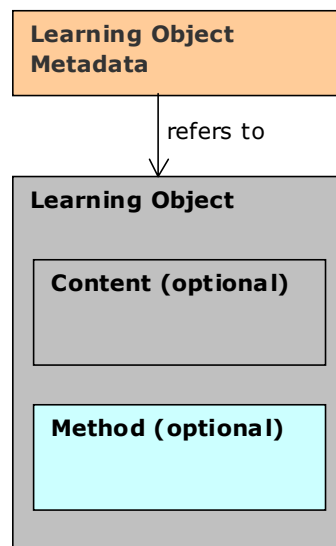 Learning Object
Metadata
refers to
Learning Object
Content (optional)
Method (optional)